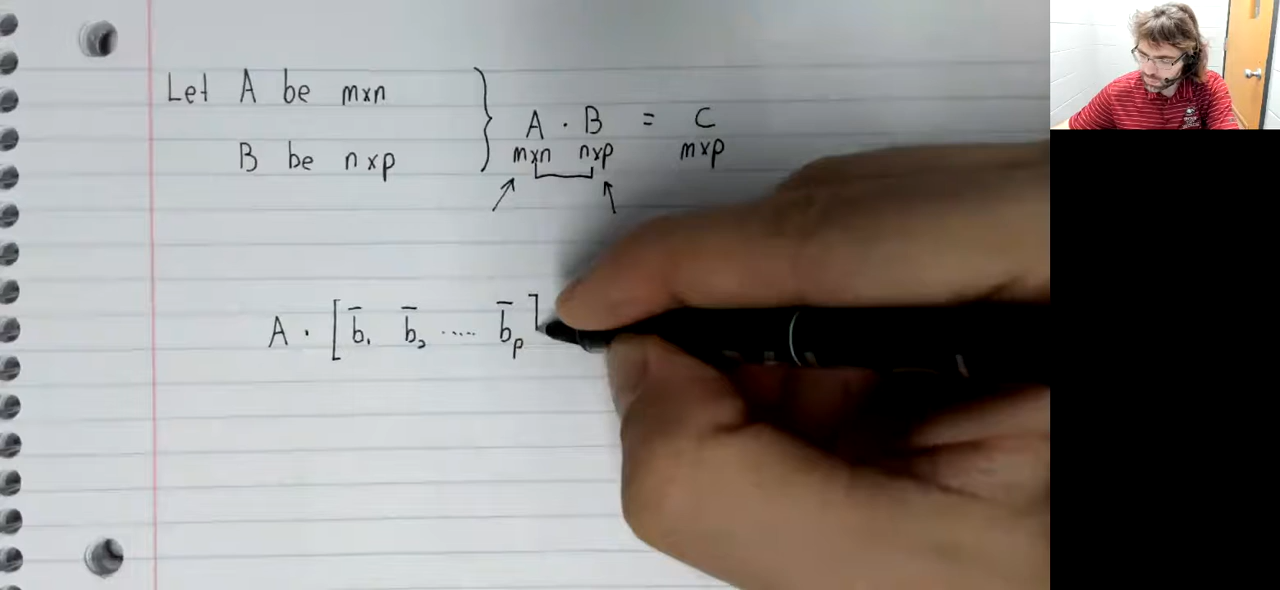 Let A be m×n
B be n×p
A · B = C
m×n n×p m×p
A · [b̄₁ b̄₂ ..... b̄ₚ]